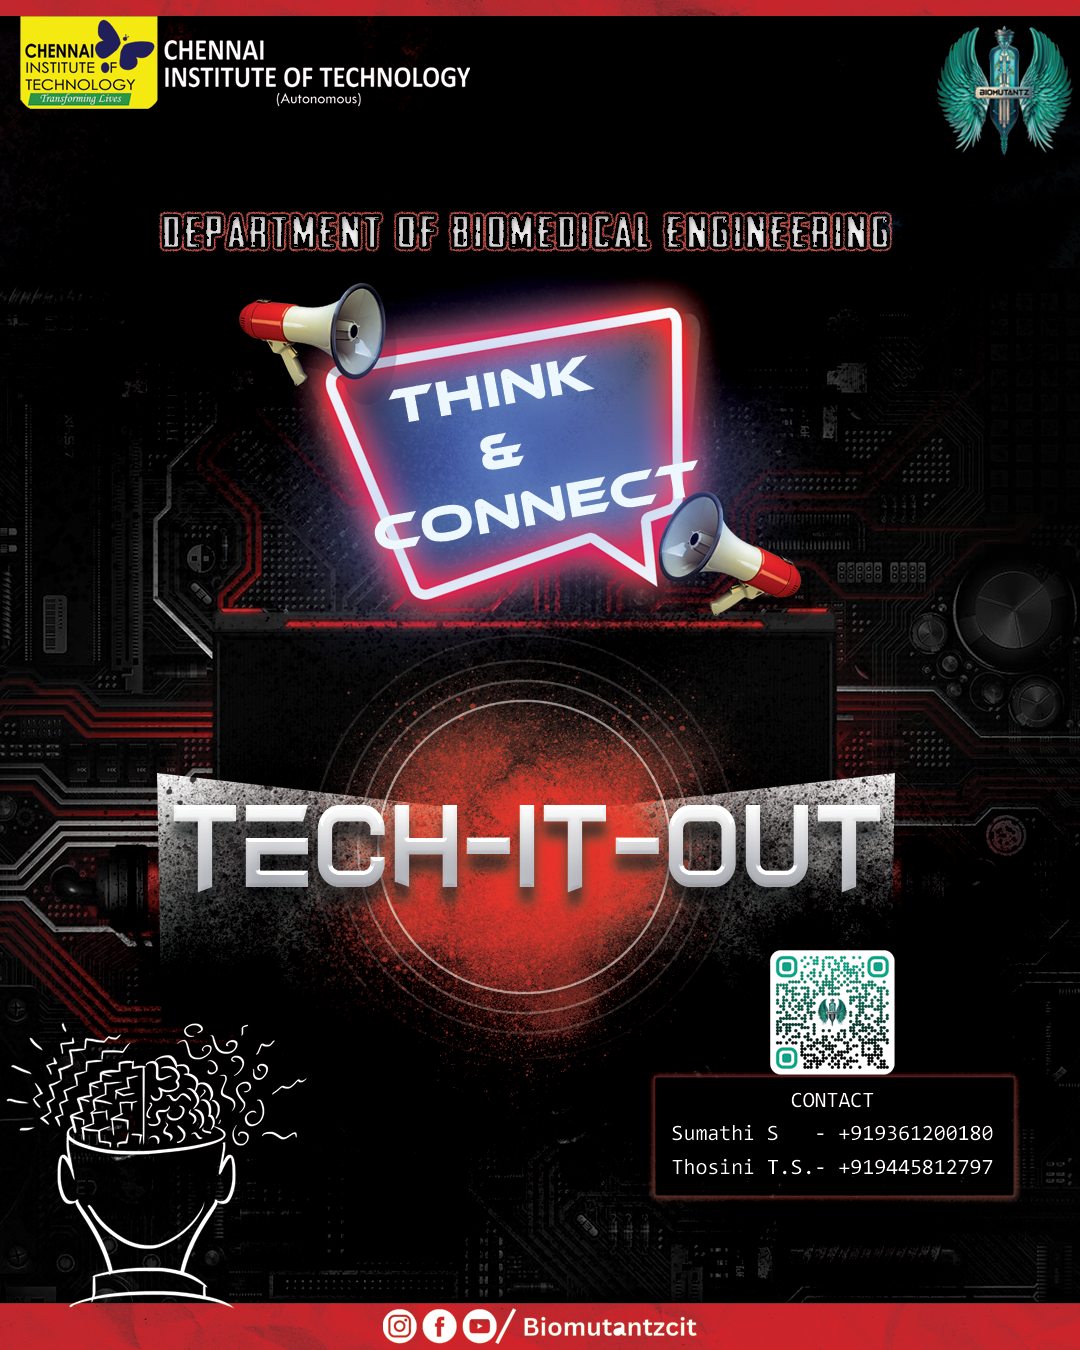 CHENNAI
INSTITUTE OF
TECHNOLOGY
Transforming Lives
CHENNAI
INSTITUTE OF TECHNOLOGY
(Autonomous)
BIOMUTANTZ
DEPARTMENT OF BIOMEDICAL ENGINEERING
THINK
&
CONNECT
TECH-IT-OUT
CONTACT
Sumathi S - +919361200180
Thosini T.S.- +919445812797
Biomutantzcit